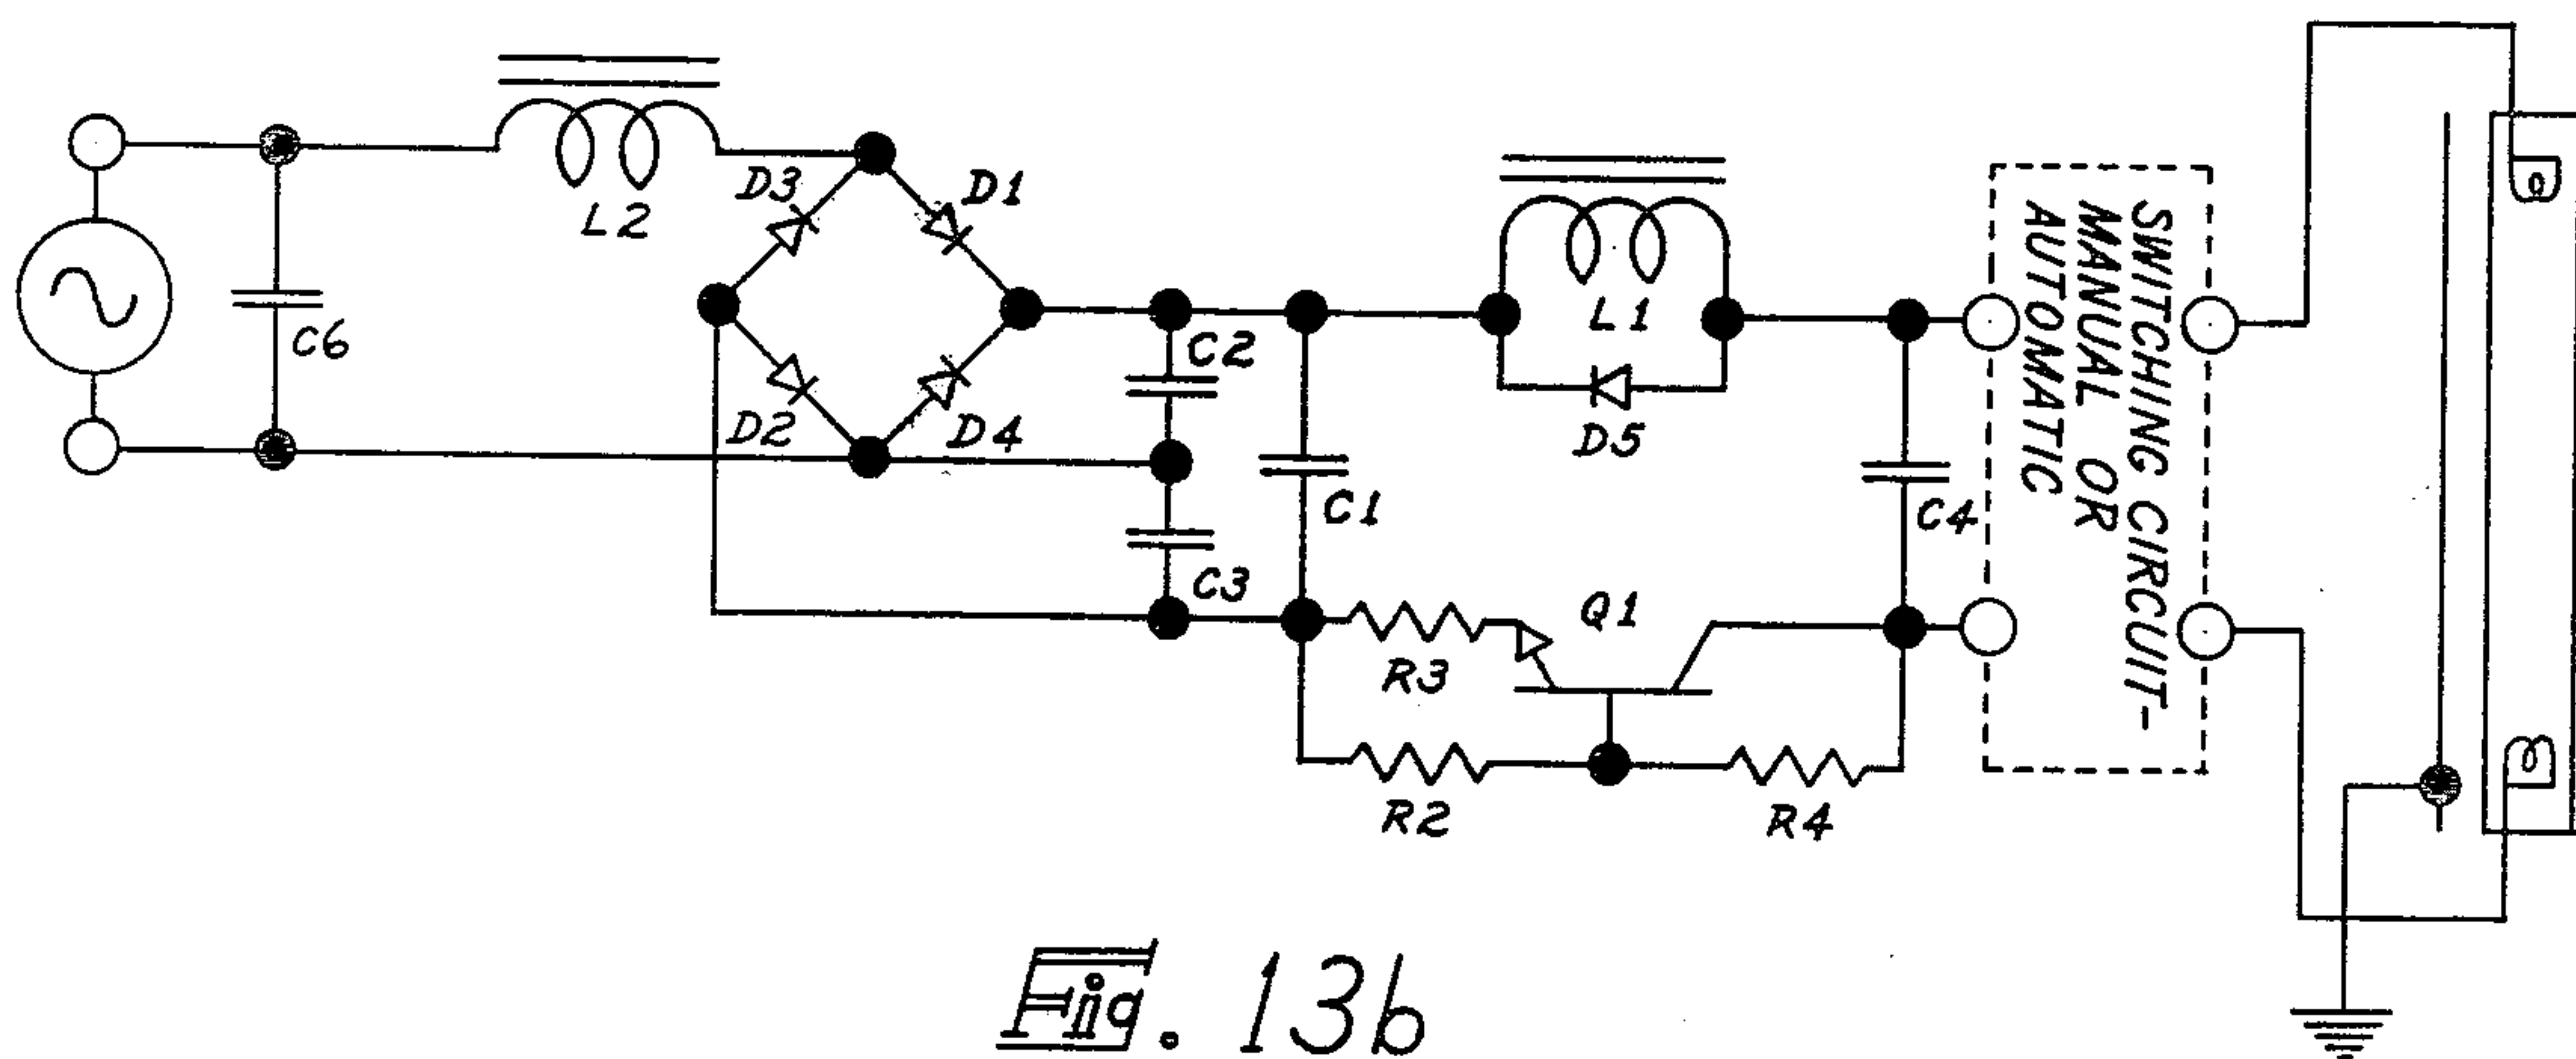 L2
D3
D1
C6
D2
D4
C2
C3
C1
L1
D5
Q1
R3
R2
R4
C4
SWITCHING CIRCUIT-
MANUAL OR
AUTOMATIC
Fig. 13b